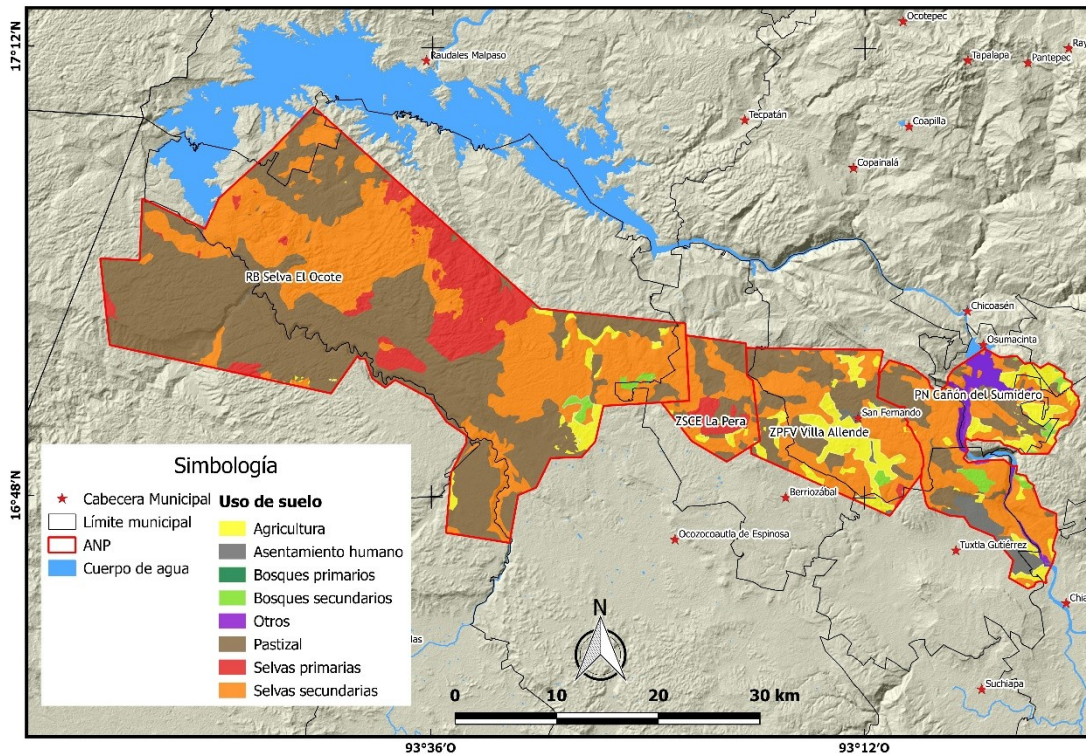 17°12'
16°48'
Ocotepec
Raudales Malpaso
Tapalapa
Pantepec
Ray
Tecpatán
Coapilla
Copainalá
RB Selva El Ocote
Chicoasén
Osumacinta
PN Cañón del Sumidero
ZSCE La Pera
San Fernando
ZPFV Villa Allende
Berriozábal
Ocozocoautla de Espinosa
Tuxtla Gutiérrez
Chia
las
Suchiapa
Simbología
Cabecera Municipal
Límite municipal
ANP
Cuerpo de agua
Uso de suelo
Agricultura
Asentamiento humano
Bosques primarios
Bosques secundarios
Otros
Pastizal
Selvas primarias
Selvas secundarias
N
0 10 20 30 km
93°36'O 93°12'O